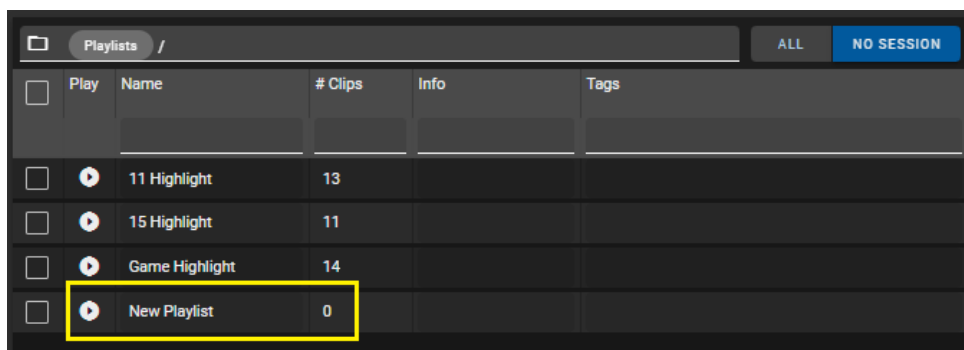 Playlists / ALL NO SESSION
Play Name # Clips Info Tags
11 Highlight 13
15 Highlight 11
Game Highlight 14
New Playlist 0